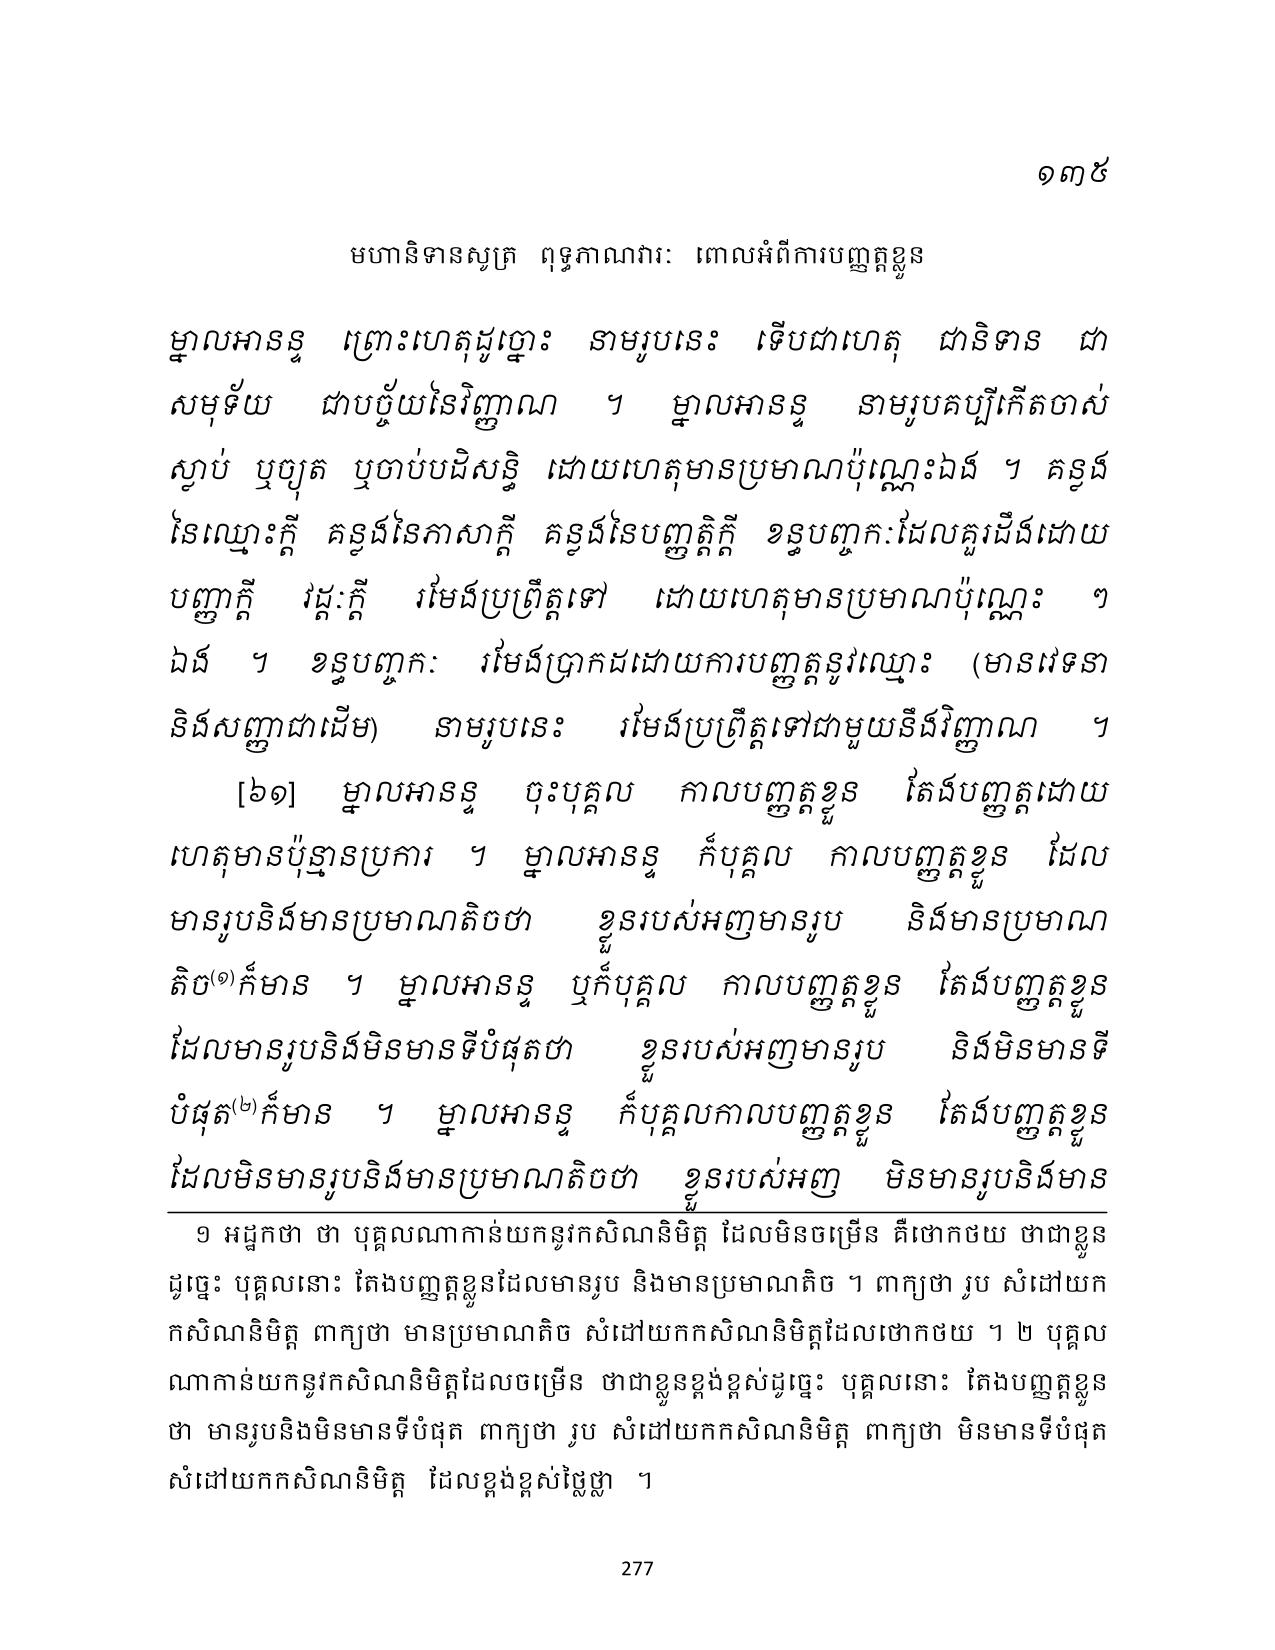 ១៣៥
មហានិទានសូត្រ ពុទ្ធភាណវារៈ ពោលអំពីការបញ្ញត្តខ្លួន
ម្នាលអានន្ទ ព្រោះហេតុដូច្នោះ នាមរូបនេះ ទើបជាហេតុ ជានិទាន ជា
សមុទ័យ ជាបច្ច័យនៃវិញ្ញាណ ។ ម្នាលអានន្ទ នាមរូបគប្បីកើតចាស់
ស្លាប់ ឬច្យុត ឬចាប់បដិសន្ធិ ដោយហេតុមានប្រមាណប៉ុណ្ណេះឯង ។ គន្លង
នៃឈ្មោះក្តី គន្លងនៃភាសាក្តី គន្លងនៃបញ្ញត្តិក្តី ខន្ធបញ្ចកៈដែលគួរដឹងដោយ
បញ្ញាក្តី វដ្តៈក្តី រមែងប្រព្រឹត្តទៅ ដោយហេតុមានប្រមាណប៉ុណ្ណេះ ៗ
ឯង ។ ខន្ធបញ្ចកៈ រមែងប្រាកដដោយការបញ្ញត្តនូវឈ្មោះ (មានវេទនា
និងសញ្ញាជាដើម) នាមរូបនេះ រមែងប្រព្រឹត្តទៅជាមួយនឹងវិញ្ញាណ ។
[៦១] ម្នាលអានន្ទ ចុះបុគ្គល កាលបញ្ញត្តខ្លួន តែងបញ្ញត្តដោយ
ហេតុមានប៉ុន្មានប្រការ ។ ម្នាលអានន្ទ ក៏បុគ្គល កាលបញ្ញត្តខ្លួន ដែល
មានរូបនិងមានប្រមាណតិចថា ខ្លួនរបស់អញមានរូប និងមានប្រមាណ
តិច(១)ក៏មាន ។ ម្នាលអានន្ទ ឬក៏បុគ្គល កាលបញ្ញត្តខ្លួន តែងបញ្ញត្តខ្លួន
ដែលមានរូបនិងមិនមានទីបំផុតថា ខ្លួនរបស់អញមានរូប និងមិនមានទី
បំផុត(២)ក៏មាន ។ ម្នាលអានន្ទ ក៏បុគ្គលកាលបញ្ញត្តខ្លួន តែងបញ្ញត្តខ្លួន
ដែលមិនមានរូបនិងមានប្រមាណតិចថា ខ្លួនរបស់អញ មិនមានរូបនិងមាន
១ អដ្ឋកថា ថា បុគ្គលណាកាន់យកនូវកសិណនិមិត្ត ដែលមិនចម្រើន គឺថោកថយ ថាជាខ្លួន
ដូច្នេះ បុគ្គលនោះ តែងបញ្ញត្តខ្លួនដែលមានរូប និងមានប្រមាណតិច ។ ពាក្យថា រូប សំដៅយក
កសិណនិមិត្ត ពាក្យថា មានប្រមាណតិច សំដៅយកកសិណនិមិត្តដែលថោកថយ ។ ២ បុគ្គល
ណាកាន់យកនូវកសិណនិមិត្តដែលចម្រើន ថាជាខ្លួនខ្ពង់ខ្ពស់ដូច្នេះ បុគ្គលនោះ តែងបញ្ញត្តខ្លួន
ថា មានរូបនិងមិនមានទីបំផុត ពាក្យថា រូប សំដៅយកកសិណនិមិត្ត ពាក្យថា មិនមានទីបំផុត
សំដៅយកកសិណនិមិត្ត ដែលខ្ពង់ខ្ពស់ថ្លៃថ្លា ។
277